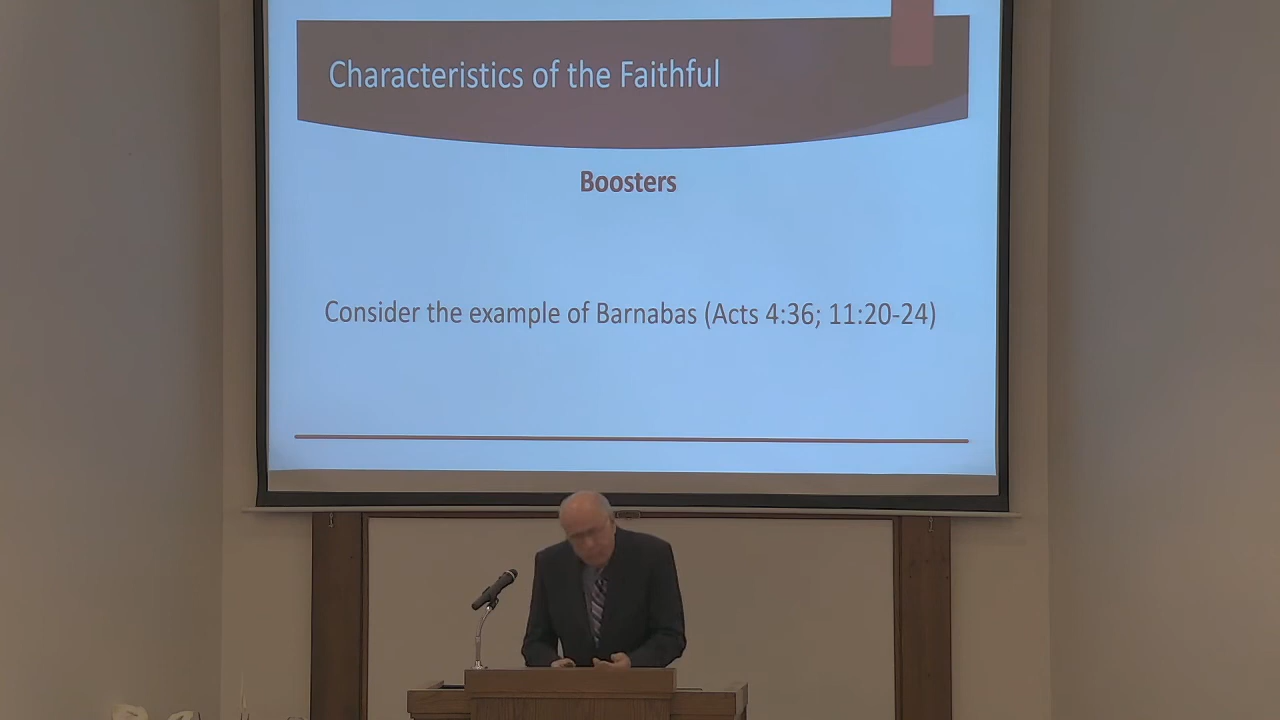 Characteristics of the Faithful
Boosters
Consider the example of Barnabas (Acts 4:36; 11:20-24)